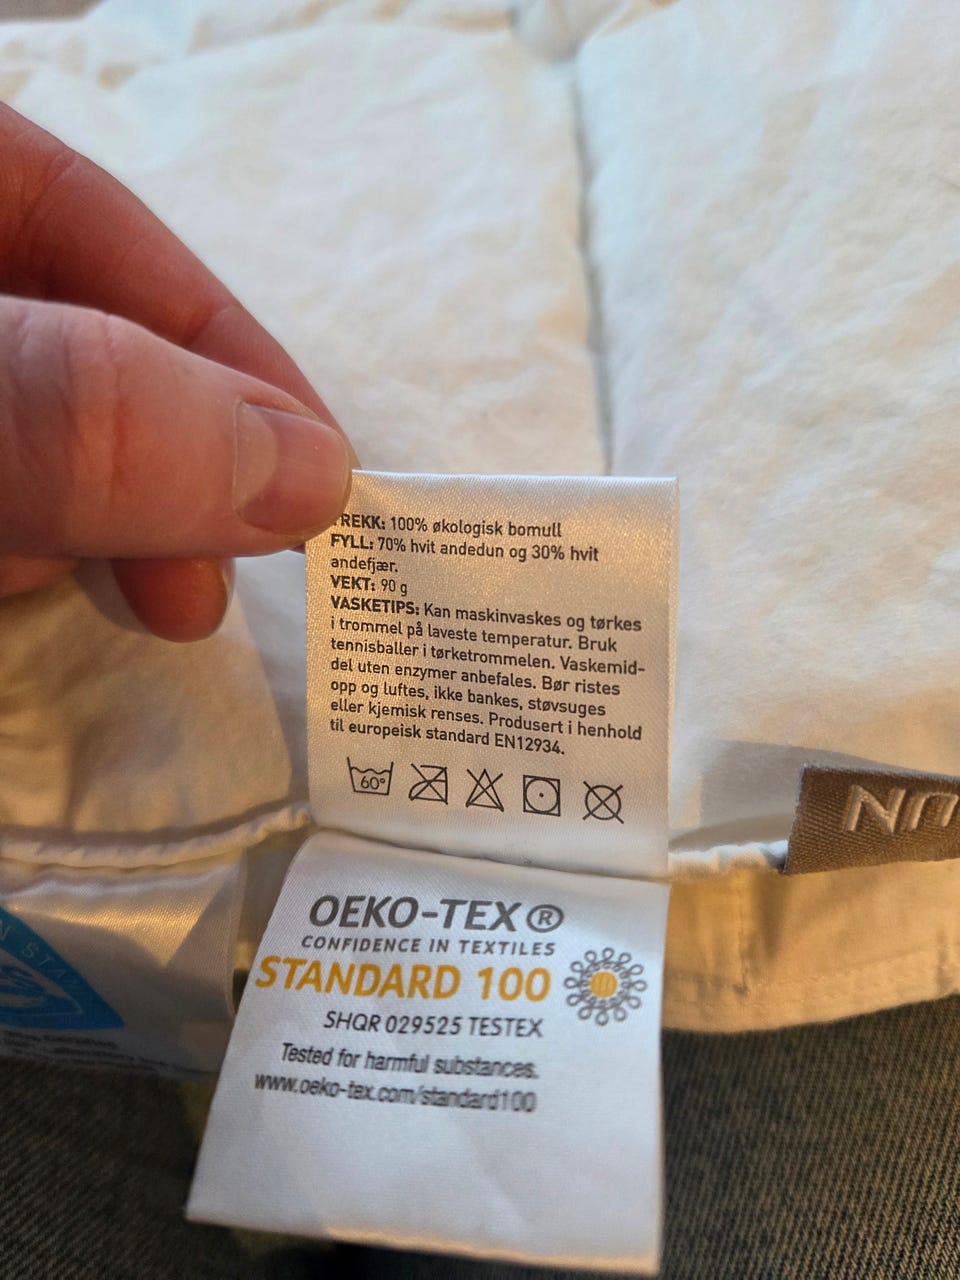 TREKK: 100% økologisk bomull
FYLL: 70% hvit andedun og 30% hvit
andefjær.
VEKT: 90 g
VASKETIPS: Kan maskinvaskes og tørkes
i trommel på laveste temperatur. Bruk
tennisballer i tørketrommelen. Vaskemid-
del uten enzymer anbefales. Bør ristes
opp og luftes, ikke bankes, støvsuges
eller kjemisk renses. Produsert i henhold
til europeisk standard EN12934.
60°
OEKO-TEX®
CONFIDENCE IN TEXTILES
STANDARD 100
SHQR 029525 TESTEX
Tested for harmful substances.
www.oeko-tex.com/standard100